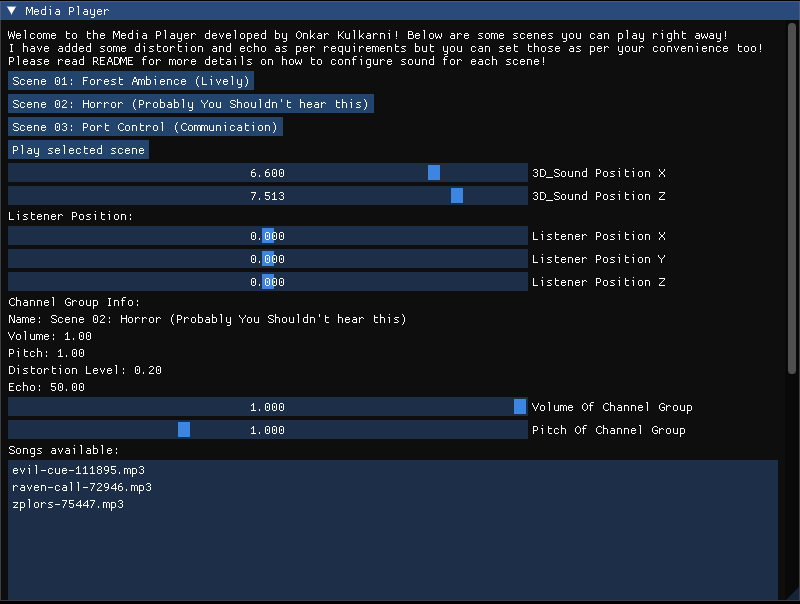 Media Player
Welcome to the Media Player developed by Onkar Kulkarni! Below are some scenes you can play right away!
I have added some distortion and echo as per requirements but you can set those as per your convenience too!
Please read README for more details on how to configure sound for each scene!
Scene 01: Forest Ambience (Lively)
Scene 02: Horror (Probably You Shouldn't hear this)
Scene 03: Port Control (Communication)
Play selected scene
6.600 3D_Sound Position X
7.513 3D_Sound Position Z
Listener Position:
0.000 Listener Position X
0.000 Listener Position Y
0.000 Listener Position Z
Channel Group Info:
Name: Scene 02: Horror (Probably You Shouldn't hear this)
Volume: 1.00
Pitch: 1.00
Distortion Level: 0.20
Echo: 50.00
1.000 Volume Of Channel Group
1.000 Pitch Of Channel Group
Songs available:
evil-cue-111895.mp3
raven-call-72946.mp3
zplors-75447.mp3